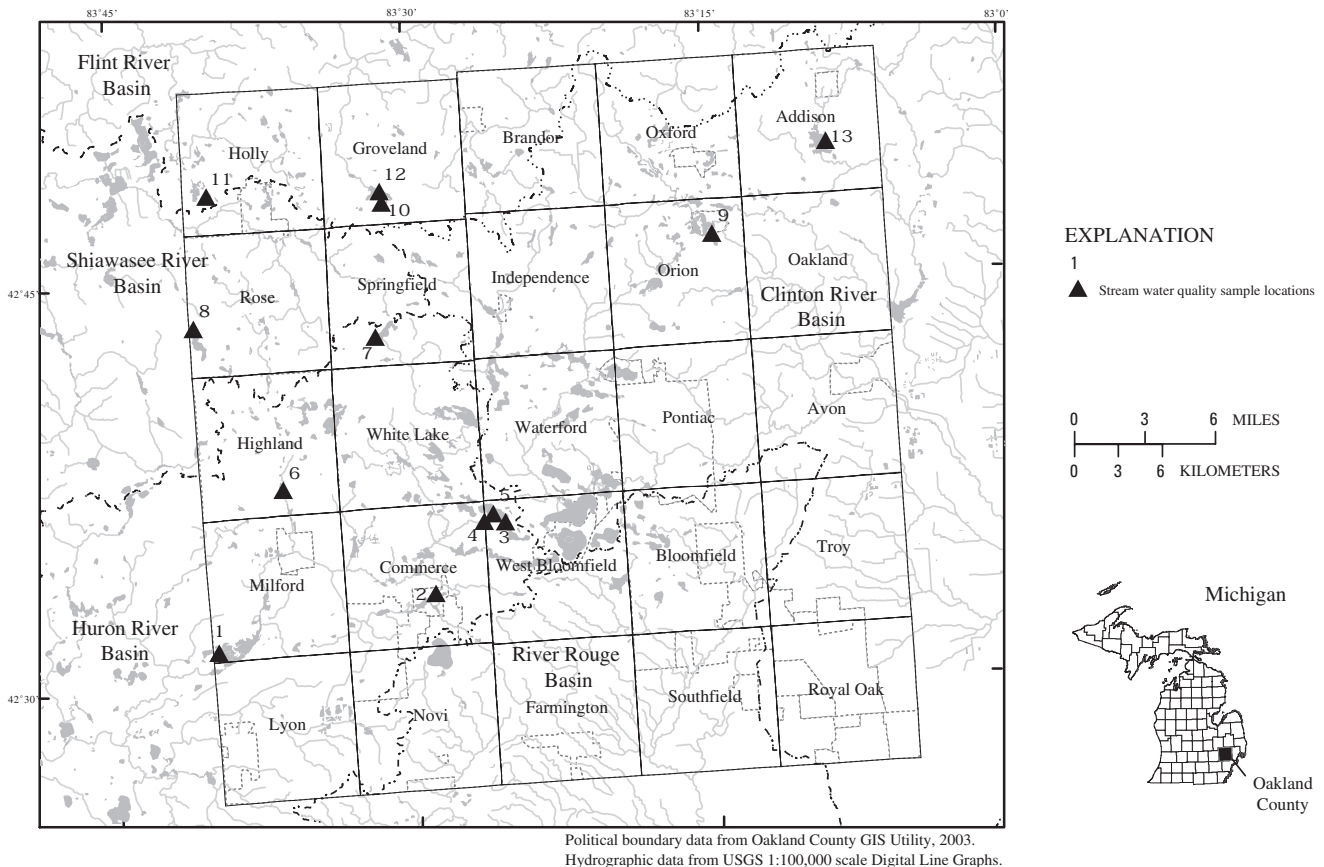 83°45' 83°30' 83°15' 83°0'
Flint River
Basin
Holly
Groveland
Brandon
Oxford
Addison
13
11
12
10
9
Shiawasee River
Basin
42°45'
Rose
Springfield
Independence
Orion
Oakland
Clinton River
Basin
8
7
Highland
White Lake
Waterford
Pontiac
Avon
6
5
4
3
Milford
Commerce
West Bloomfield
Bloomfield
Troy
2
Huron River
Basin
1
River Rouge
Basin
42°30'
Lyon
Novi
Farmington
Southfield
Royal Oak
EXPLANATION
1
Stream water quality sample locations
0 3 6 MILES
0 3 6 KILOMETERS
Michigan
Oakland
County
Political boundary data from Oakland County GIS Utility, 2003.
Hydrographic data from USGS 1:100,000 scale Digital Line Graphs.